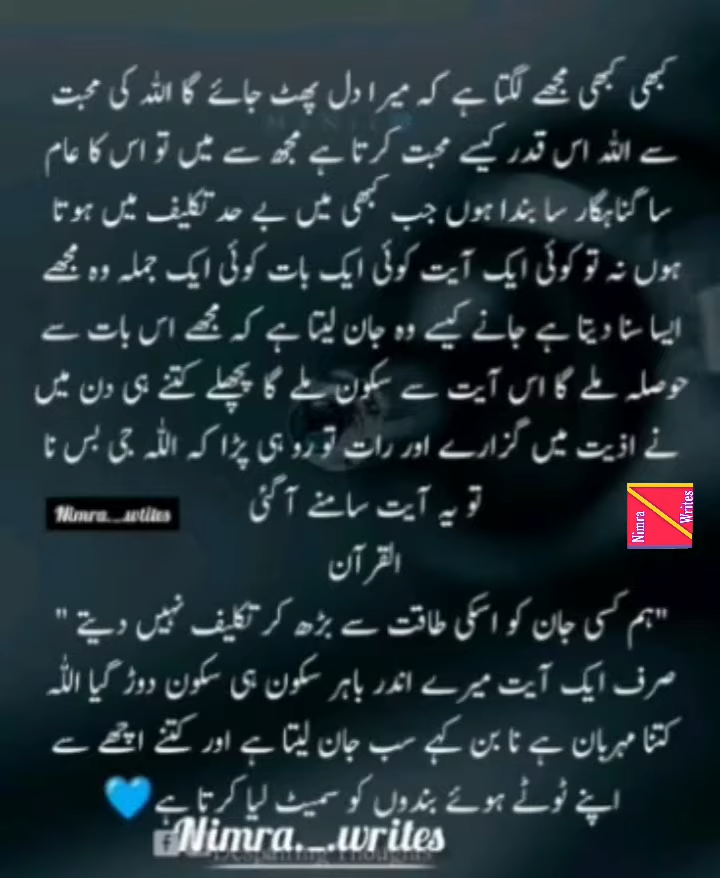 کبھی کبھی مجھے لگتا ہے کہ میرا دل پھٹ جائے گا اللہ کی محبت
سے اللہ اس قدر کیسے محبت کرتا ہے مجھ سے میں تو اس کا عام
سا گناہگار سا بندا ہوں جب کبھی میں بے حد تکلیف میں ہوتا
ہوں نہ تو کوئی ایک آیت کوئی ایک بات کوئی ایک جملہ وہ مجھے
ایسا سنا دیتا ہے جانے کیسے وہ جان لیتا ہے کہ مجھے اس بات سے
حوصلہ ملے گا اس آیت سے سکون ملے گا پچھلے کتنے ہی دن میں
نے اذیت میں گزارے اور رات تو رو ہی پڑا کہ اللہ جی بس نا
تو یہ آیت سامنے آ گئی
Nimra._.writes
Nimra Writes
القرآن
"ہم کسی جان کو اسکی طاقت سے بڑھ کر تکلیف نہیں دیتے "
صرف ایک آیت میرے اندر باہر سکون ہی سکون دوڑ گیا اللہ
کتنا مہربان ہے نا بن کہے سب جان لیتا ہے اور کتنے اچھے سے
اپنے ٹوٹے ہوئے بندوں کو سمیٹ لیا کرتا ہے💙
Nimra._.writes